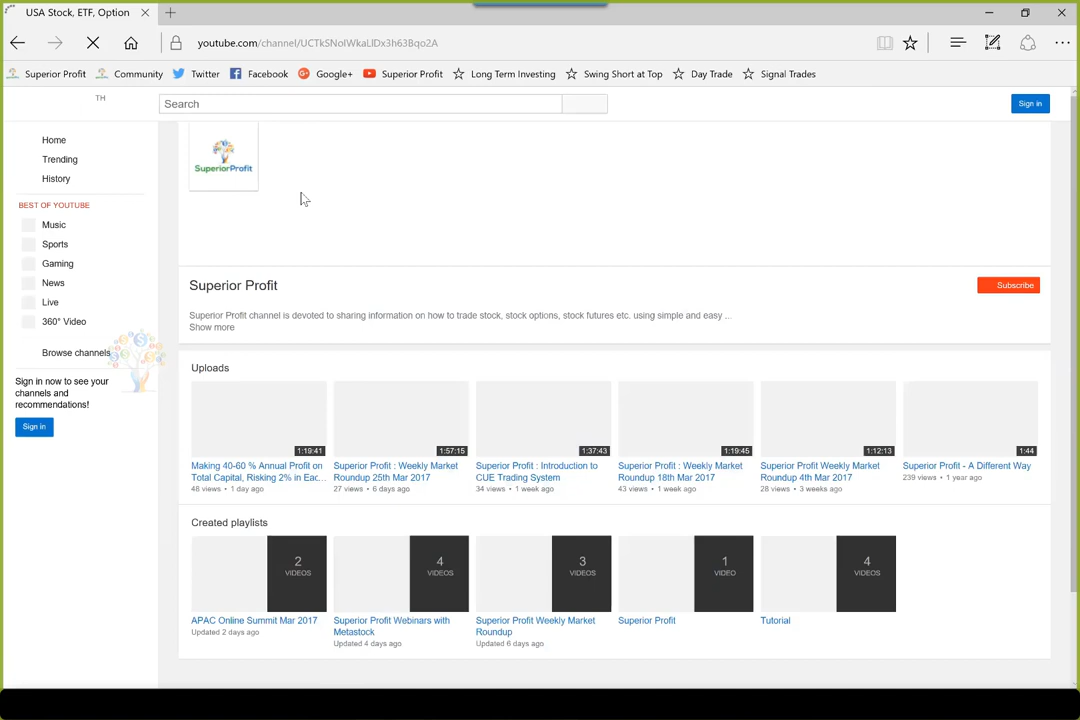 USA Stock, ETF, Option
youtube.com/channel/UCTkSNolWkaLlDx3h63Bqo2A
Superior Profit
Community
Twitter
Facebook
Google+
Superior Profit
Long Term Investing
Swing Short at Top
Day Trade
Signal Trades
TH
Search
Sign in
Home
Trending
History
BEST OF YOUTUBE
Music
Sports
Gaming
News
Live
360° Video
Browse channels
Sign in now to see your
channels and
recommendations!
Sign in
SuperiorProfit
Superior Profit
Subscribe
Superior Profit channel is devoted to sharing information on how to trade stock, stock options, stock futures etc. using simple and easy ...
Show more
Uploads
1:19:41
Making 40-60 % Annual Profit on
Total Capital, Risking 2% in Eac...
48 views • 1 day ago
1:57:15
Superior Profit : Weekly Market
Roundup 25th Mar 2017
27 views • 6 days ago
1:37:43
Superior Profit : Introduction to
CUE Trading System
34 views • 1 week ago
1:19:45
Superior Profit : Weekly Market
Roundup 18th Mar 2017
43 views • 1 week ago
1:12:13
Superior Profit Weekly Market
Roundup 4th Mar 2017
28 views • 3 weeks ago
1:44
Superior Profit - A Different Way
239 views • 1 year ago
Created playlists
2
VIDEOS
APAC Online Summit Mar 2017
Updated 2 days ago
4
VIDEOS
Superior Profit Webinars with
Metastock
Updated 4 days ago
3
VIDEOS
Superior Profit Weekly Market
Roundup
Updated 6 days ago
1
VIDEO
Superior Profit
4
VIDEOS
Tutorial